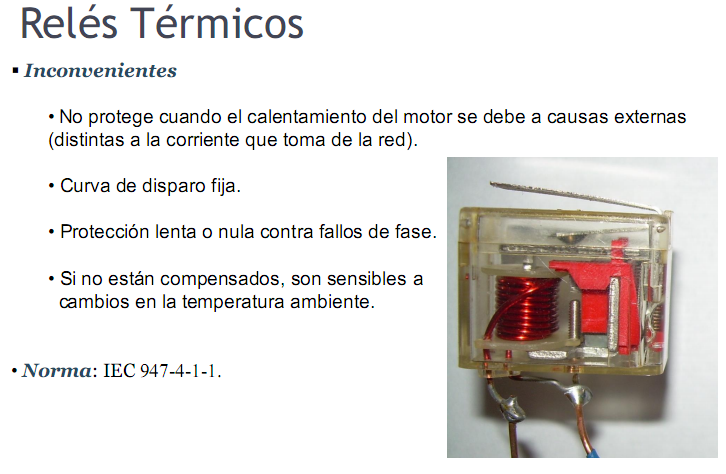 Relés Térmicos
▪ Inconvenientes
• No protege cuando el calentamiento del motor se debe a causas externas
(distintas a la corriente que toma de la red).
• Curva de disparo fija.
• Protección lenta o nula contra fallos de fase.
• Si no están compensados, son sensibles a
cambios en la temperatura ambiente.
• Norma: IEC 947-4-1-1.